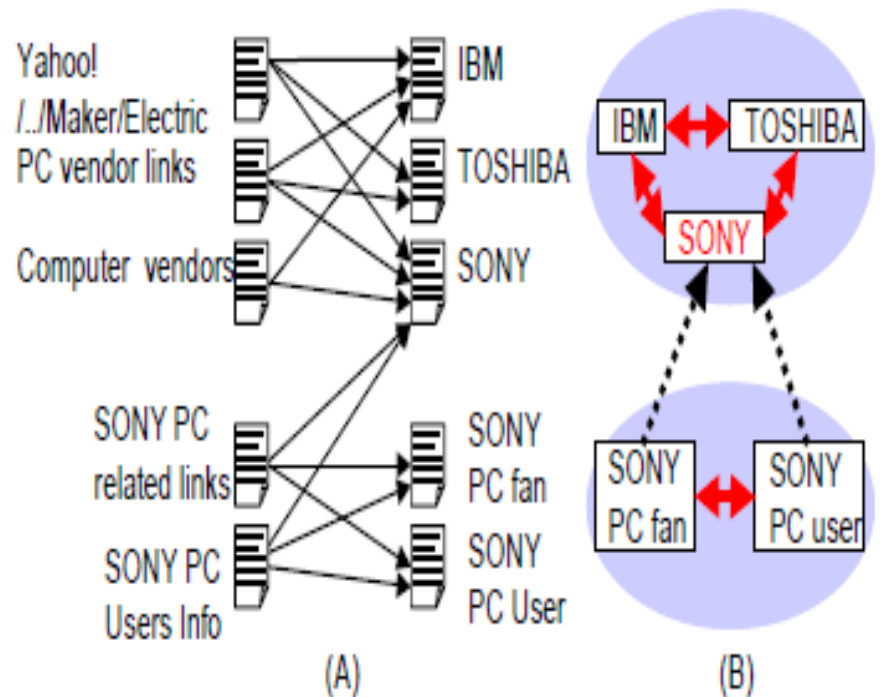 Yahoo!
/../Maker/Electric
PC vendor links
Computer vendors
SONY PC
related links
SONY PC
Users Info
IBM
TOSHIBA
SONY
SONY
PC fan
SONY
PC User
(A)
IBM
TOSHIBA
SONY
SONY
PC fan
SONY
PC user
(B)